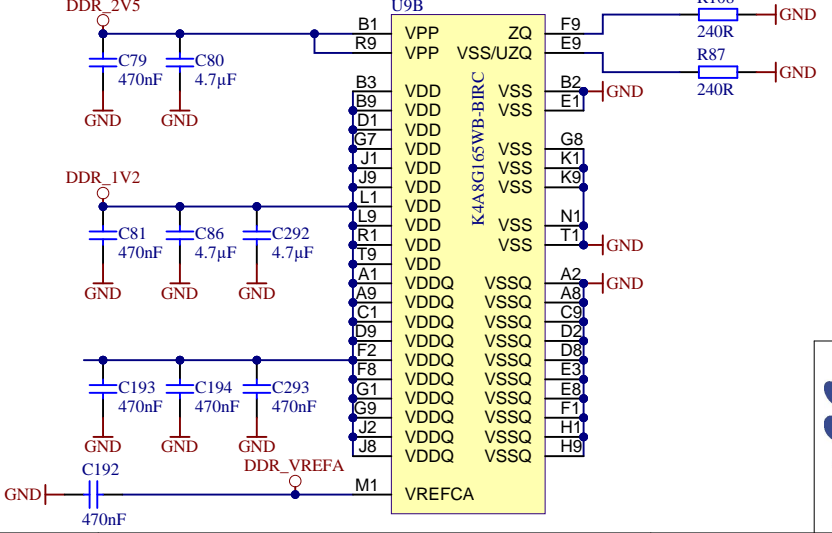 DDR_2V5
C79
470nF
C80
4.7µF
GND
GND
DDR_1V2
C81
470nF
C86
4.7µF
C292
4.7µF
GND
GND
GND
C193
470nF
C194
470nF
C293
470nF
GND
GND
GND
DDR_VREFA
C192
GND
470nF
U9B
K4A8G165WB-BIRC
B1 VPP
R9 VPP
B3 VDD
B9 VDD
D1 VDD
G7 VDD
J1 VDD
J9 VDD
L1 VDD
L9 VDD
R1 VDD
T9 VDD
A1 VDDQ
A9 VDDQ
C1 VDDQ
D9 VDDQ
F2 VDDQ
F8 VDDQ
G1 VDDQ
G9 VDDQ
J2 VDDQ
J8 VDDQ
M1 VREFCA
ZQ F9
VSS/UZQ E9
VSS B2 GND
VSS E1
VSS G8
VSS K1
VSS K9
VSS N1
VSS T1 GND
VSSQ A2 GND
VSSQ A8
VSSQ C9
VSSQ D2
VSSQ D8
VSSQ E3
VSSQ E8
VSSQ F1
VSSQ H1
VSSQ H9
240R
GND
R87
240R
GND